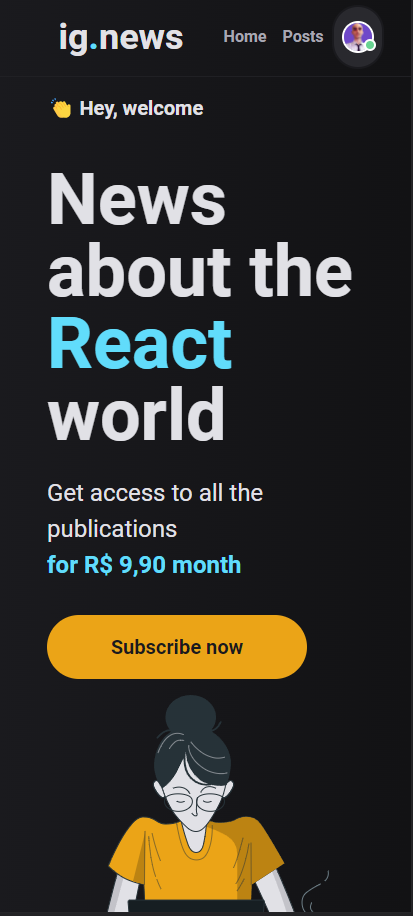 ig.news Home Posts
👏 Hey, welcome
News
about the
React
world
Get access to all the
publications
for R$ 9,90 month
Subscribe now